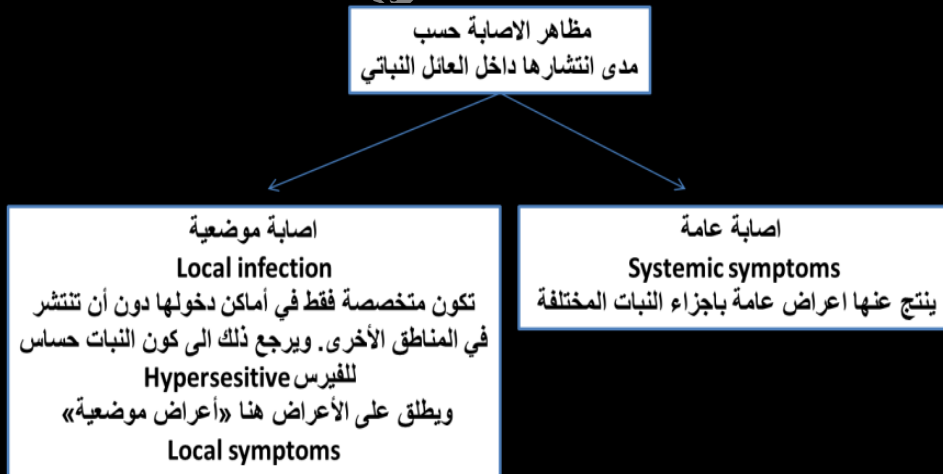 مظاهر الاصابة حسب
مدى انتشارها داخل العائل النباتي
اصابة عامة
Systemic symptoms
ينتج عنها اعراض عامة باجزاء النبات المختلفة
اصابة موضعية
Local infection
تكون متخصصة فقط في أماكن دخولها دون أن تنتشر
في المناطق الأخرى. ويرجع ذلك الى كون النبات حساس
للفيرس Hypersesitive
ويطلق على الأعراض هنا «أعراض موضعية»
Local symptoms